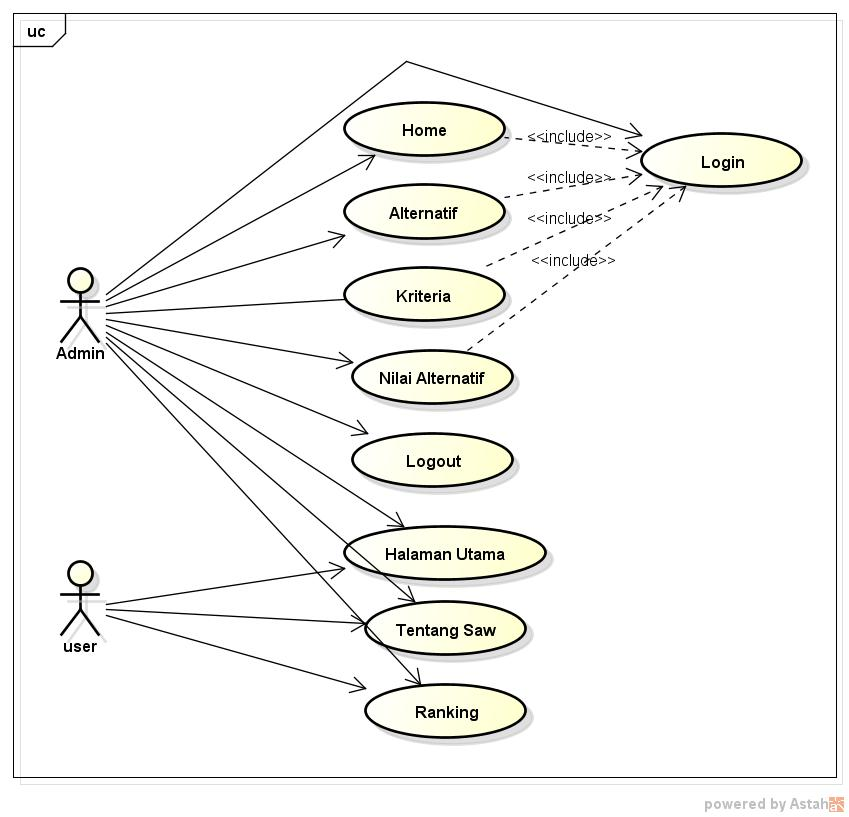 uc
Home
<<include>>
Login
<<include>>
Alternatif
<<include>>
<<include>>
Kriteria
Admin
Nilai Alternatif
Logout
Halaman Utama
Tentang Saw
user
Ranking
powered by Astah